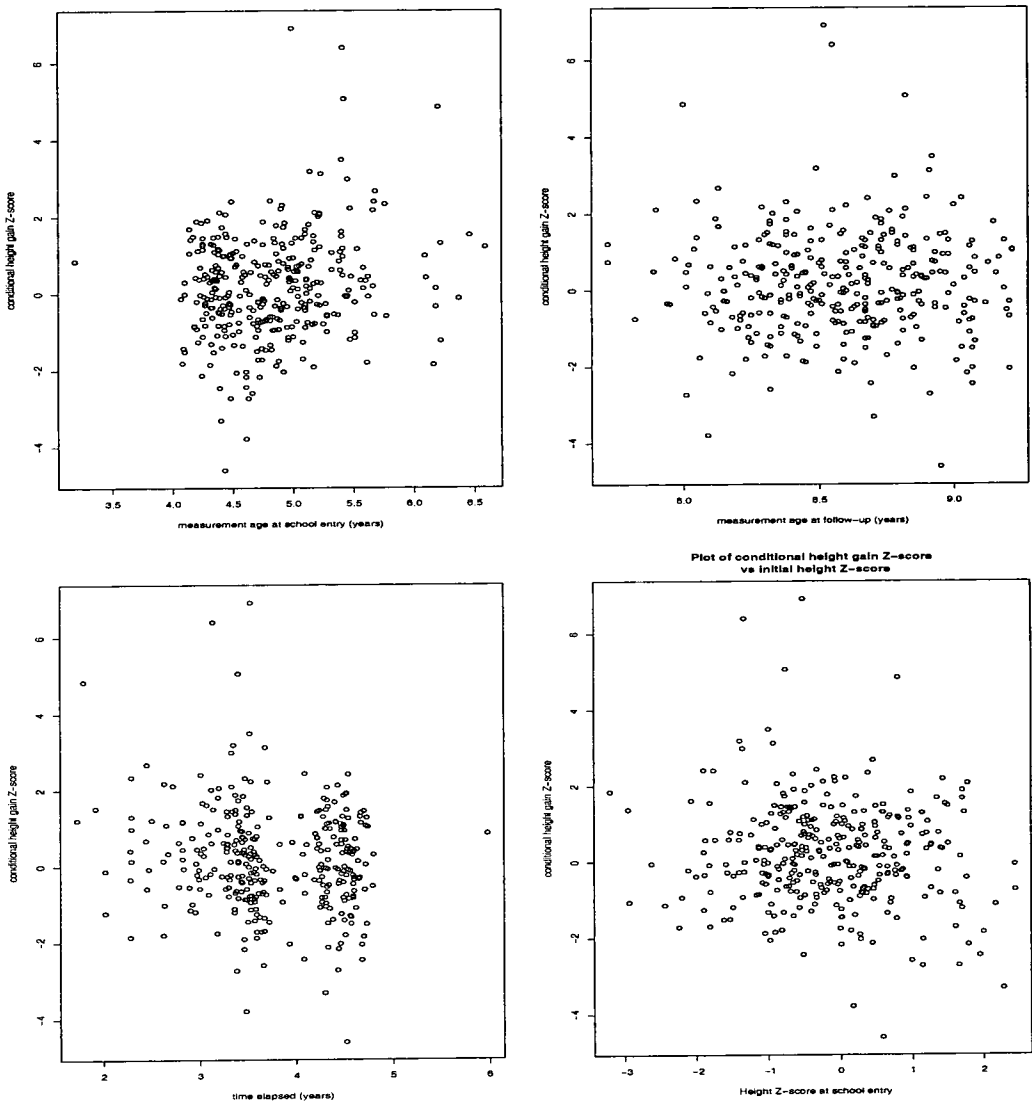 conditional height gain Z-score
6
4
2
0
-2
-4
3.5 4.0 4.5 5.0 5.5 6.0 6.5
measurement age at school entry (years)
conditional height gain Z-score
6
4
2
0
-2
-4
8.0 8.5 9.0
measurement age at follow-up (years)
conditional height gain Z-score
6
4
2
0
-2
-4
2 3 4 5 6
time elapsed (years)
Plot of conditional height gain Z-score
vs initial height Z-score
conditional height gain Z-score
6
4
2
0
-2
-4
-3 -2 -1 0 1 2
Height Z-score at school entry